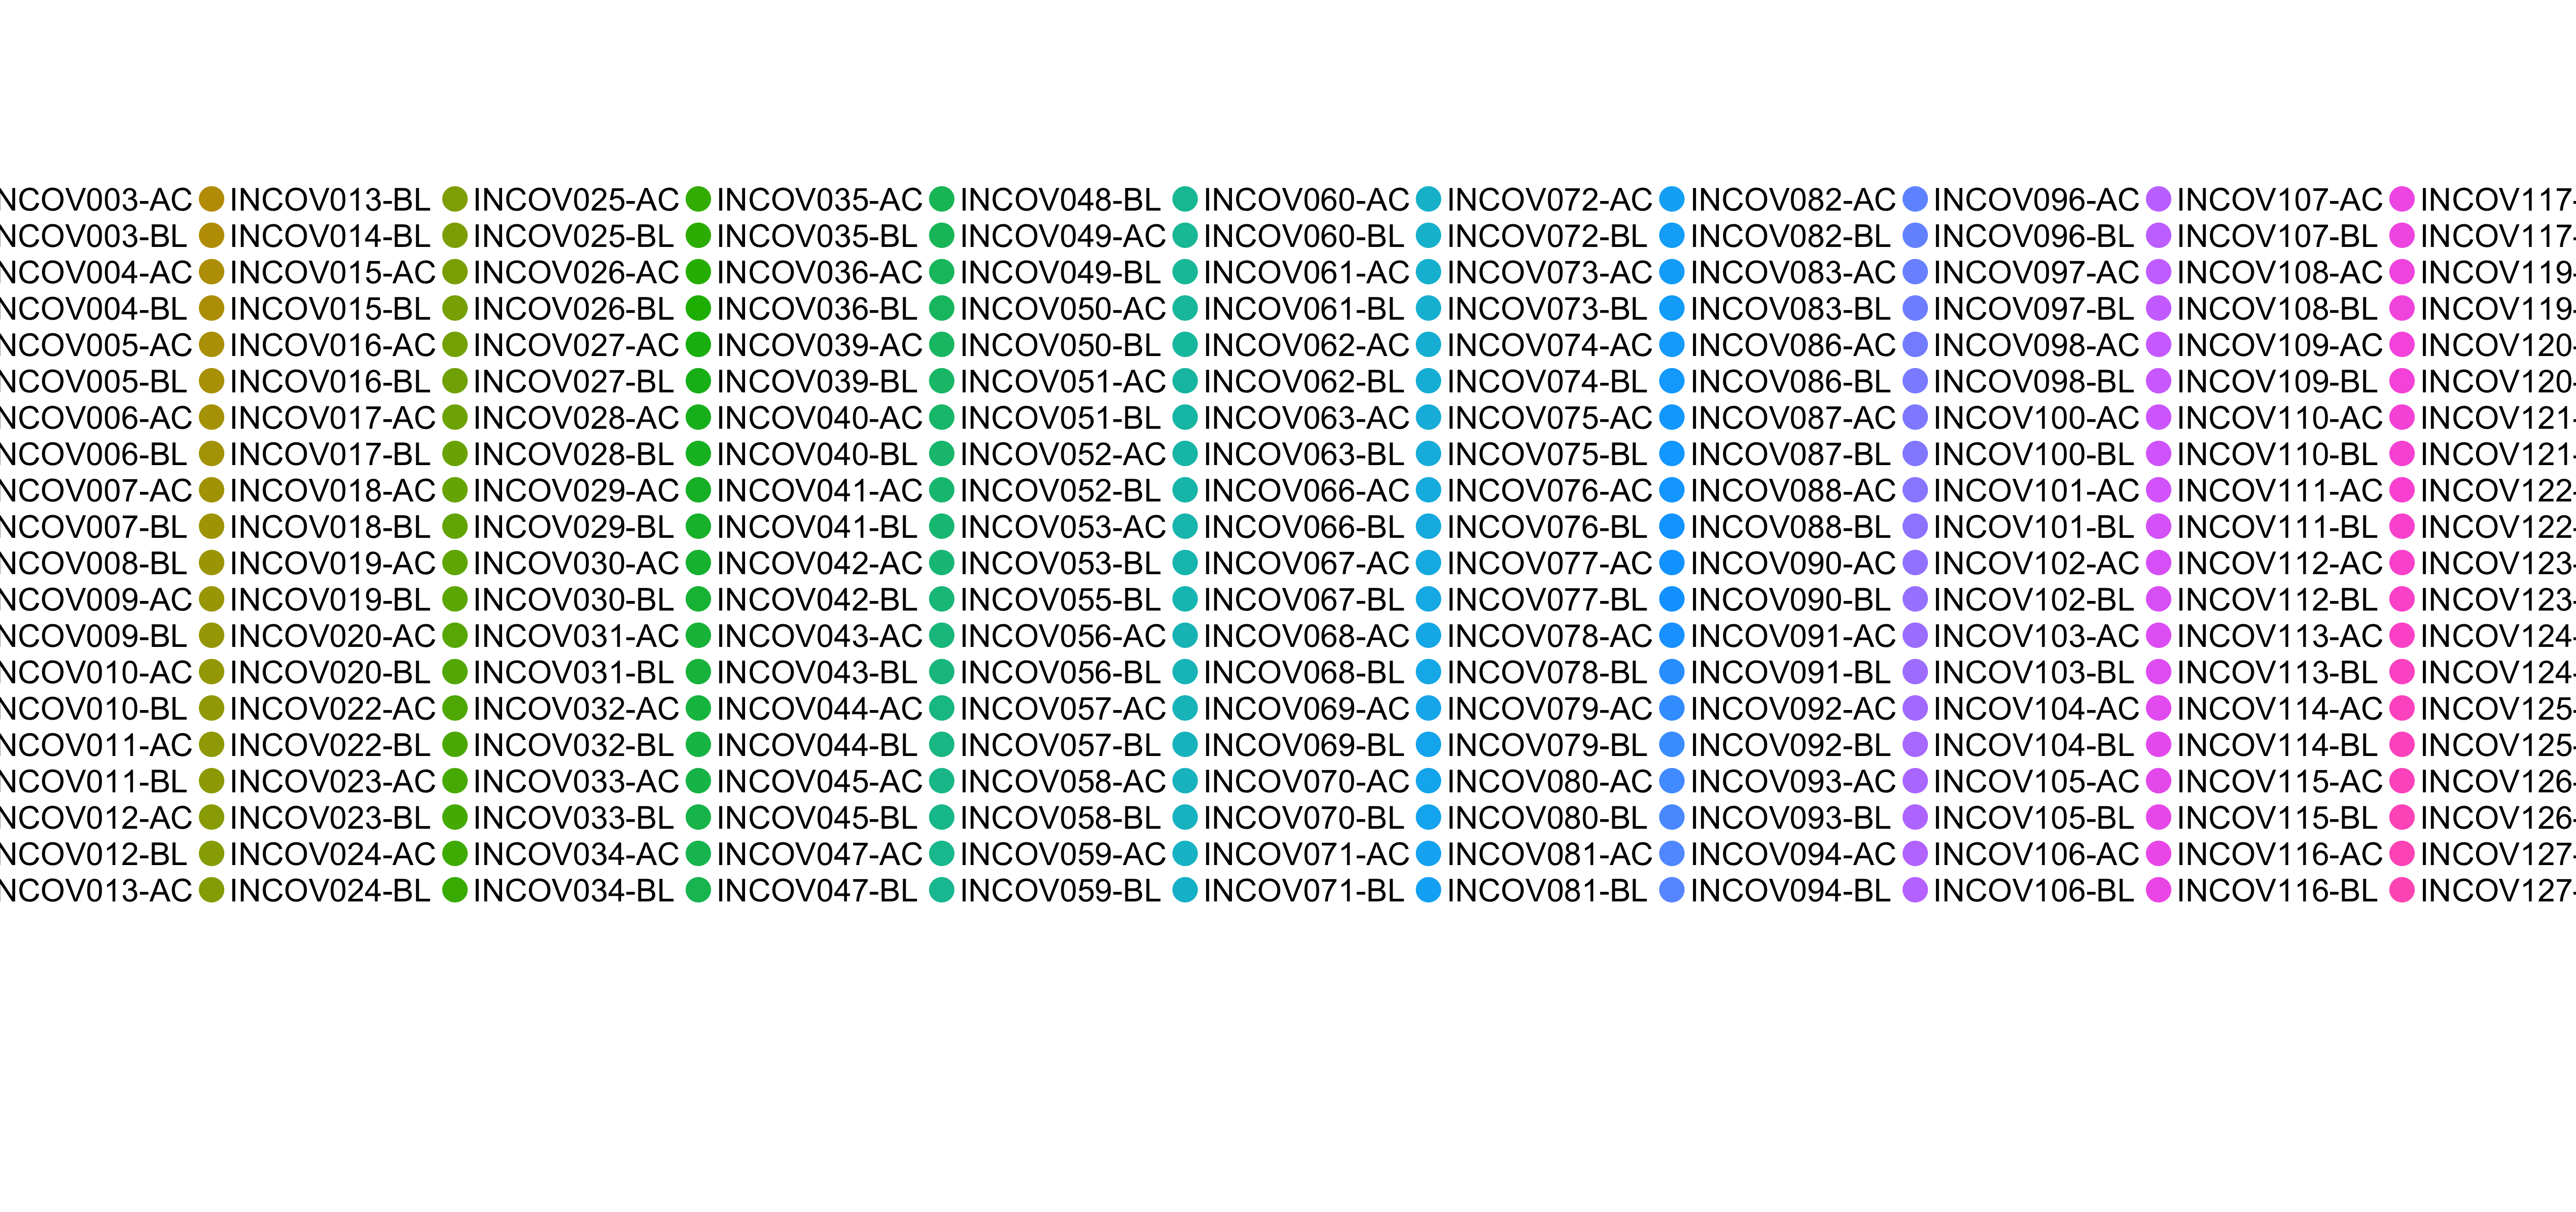 NCOV003-AC INCOV013-BL INCOV025-AC INCOV035-AC INCOV048-BL INCOV060-AC INCOV072-AC INCOV082-AC INCOV096-AC INCOV107-AC INCOV117-
NCOV003-BL INCOV014-BL INCOV025-BL INCOV035-BL INCOV049-AC INCOV060-BL INCOV072-BL INCOV082-BL INCOV096-BL INCOV107-BL INCOV117-
NCOV004-AC INCOV015-AC INCOV026-AC INCOV036-AC INCOV049-BL INCOV061-AC INCOV073-AC INCOV083-AC INCOV097-AC INCOV108-AC INCOV119-
NCOV004-BL INCOV015-BL INCOV026-BL INCOV036-BL INCOV050-AC INCOV061-BL INCOV073-BL INCOV083-BL INCOV097-BL INCOV108-BL INCOV119-
NCOV005-AC INCOV016-AC INCOV027-AC INCOV039-AC INCOV050-BL INCOV062-AC INCOV074-AC INCOV086-AC INCOV098-AC INCOV109-AC INCOV120-
NCOV005-BL INCOV016-BL INCOV027-BL INCOV039-BL INCOV051-AC INCOV062-BL INCOV074-BL INCOV086-BL INCOV098-BL INCOV109-BL INCOV120-
NCOV006-AC INCOV017-AC INCOV028-AC INCOV040-AC INCOV051-BL INCOV063-AC INCOV075-AC INCOV087-AC INCOV100-AC INCOV110-AC INCOV121-
NCOV006-BL INCOV017-BL INCOV028-BL INCOV040-BL INCOV052-AC INCOV063-BL INCOV075-BL INCOV087-BL INCOV100-BL INCOV110-BL INCOV121-
NCOV007-AC INCOV018-AC INCOV029-AC INCOV041-AC INCOV052-BL INCOV066-AC INCOV076-AC INCOV088-AC INCOV101-AC INCOV111-AC INCOV122-
NCOV007-BL INCOV018-BL INCOV029-BL INCOV041-BL INCOV053-AC INCOV066-BL INCOV076-BL INCOV088-BL INCOV101-BL INCOV111-BL INCOV122-
NCOV008-BL INCOV019-AC INCOV030-AC INCOV042-AC INCOV053-BL INCOV067-AC INCOV077-AC INCOV090-AC INCOV102-AC INCOV112-AC INCOV123-
NCOV009-AC INCOV019-BL INCOV030-BL INCOV042-BL INCOV055-BL INCOV067-BL INCOV077-BL INCOV090-BL INCOV102-BL INCOV112-BL INCOV123-
NCOV009-BL INCOV020-AC INCOV031-AC INCOV043-AC INCOV056-AC INCOV068-AC INCOV078-AC INCOV091-AC INCOV103-AC INCOV113-AC INCOV124-
NCOV010-AC INCOV020-BL INCOV031-BL INCOV043-BL INCOV056-BL INCOV068-BL INCOV078-BL INCOV091-BL INCOV103-BL INCOV113-BL INCOV124-
NCOV010-BL INCOV022-AC INCOV032-AC INCOV044-AC INCOV057-AC INCOV069-AC INCOV079-AC INCOV092-AC INCOV104-AC INCOV114-AC INCOV125-
NCOV011-AC INCOV022-BL INCOV032-BL INCOV044-BL INCOV057-BL INCOV069-BL INCOV079-BL INCOV092-BL INCOV104-BL INCOV114-BL INCOV125-
NCOV011-BL INCOV023-AC INCOV033-AC INCOV045-AC INCOV058-AC INCOV070-AC INCOV080-AC INCOV093-AC INCOV105-AC INCOV115-AC INCOV126-
NCOV012-AC INCOV023-BL INCOV033-BL INCOV045-BL INCOV058-BL INCOV070-BL INCOV080-BL INCOV093-BL INCOV105-BL INCOV115-BL INCOV126-
NCOV012-BL INCOV024-AC INCOV034-AC INCOV047-AC INCOV059-AC INCOV071-AC INCOV081-AC INCOV094-AC INCOV106-AC INCOV116-AC INCOV127-
NCOV013-AC INCOV024-BL INCOV034-BL INCOV047-BL INCOV059-BL INCOV071-BL INCOV081-BL INCOV094-BL INCOV106-BL INCOV116-BL INCOV127-